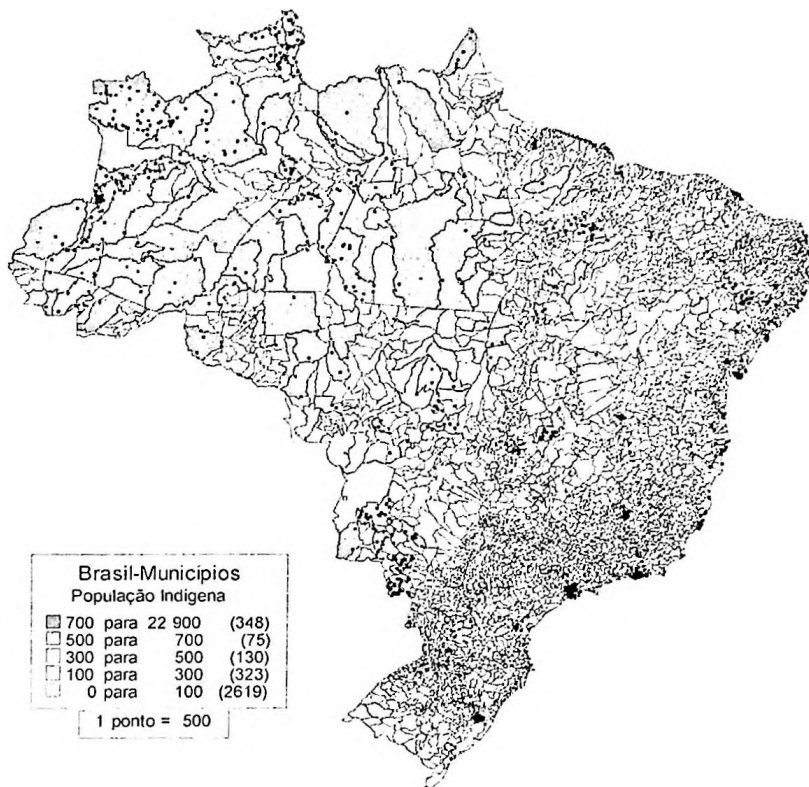 Brasil-Municípios
População Indigena
700 para 22 900 (348)
500 para 700 (75)
300 para 500 (130)
100 para 300 (323)
0 para 100 (2619)
1 ponto = 500